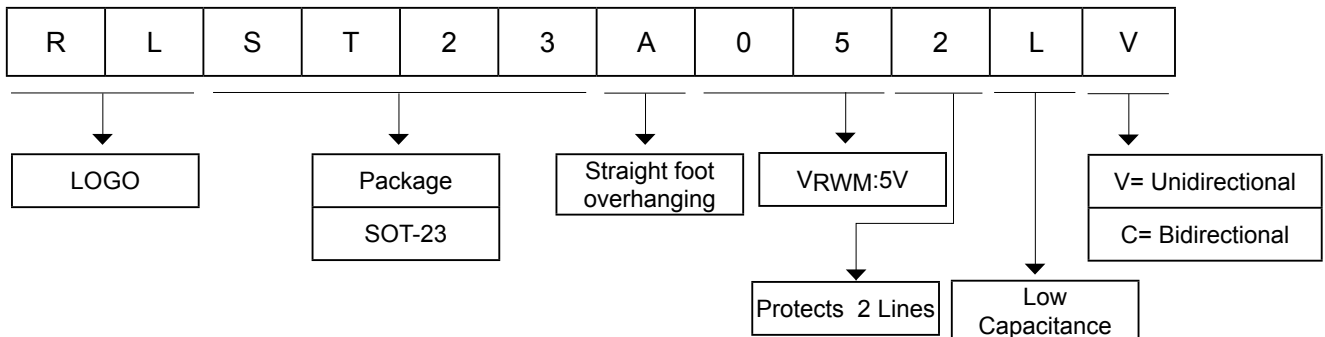 R L S T 2 3 A 0 5 2 L V
LOGO
Package
SOT-23
Straight foot
overhanging
VRWM:5V
V= Unidirectional
C= Bidirectional
Protects 2 Lines
Low
Capacitance